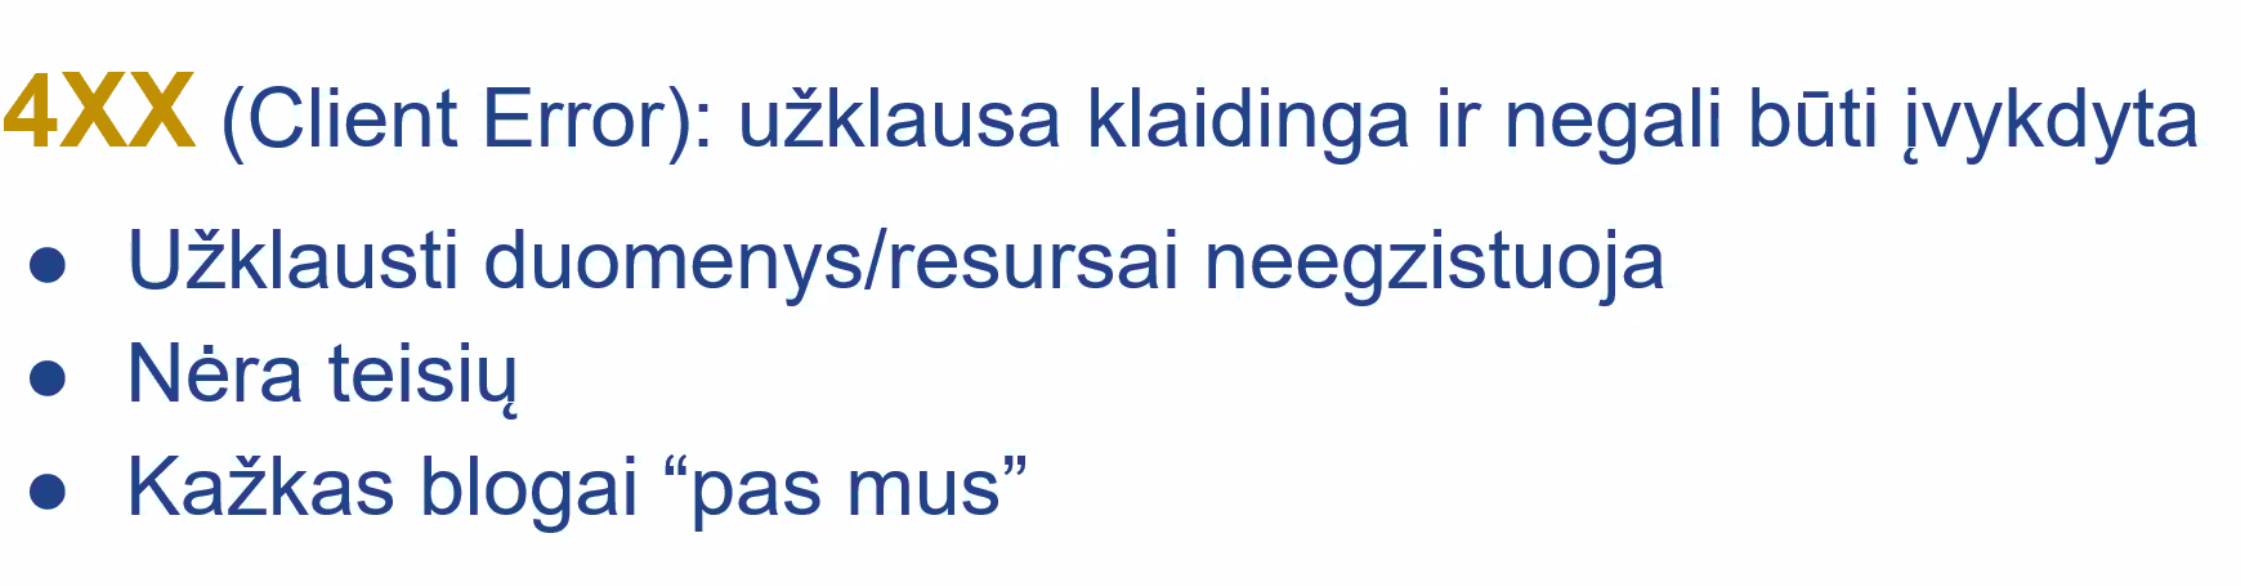 4XX (Client Error): užklausa klaidinga ir negali būti įvykdyta
● Užklausti duomenys/resursai neegzistuoja
● Nėra teisių
● Kažkas blogai “pas mus”